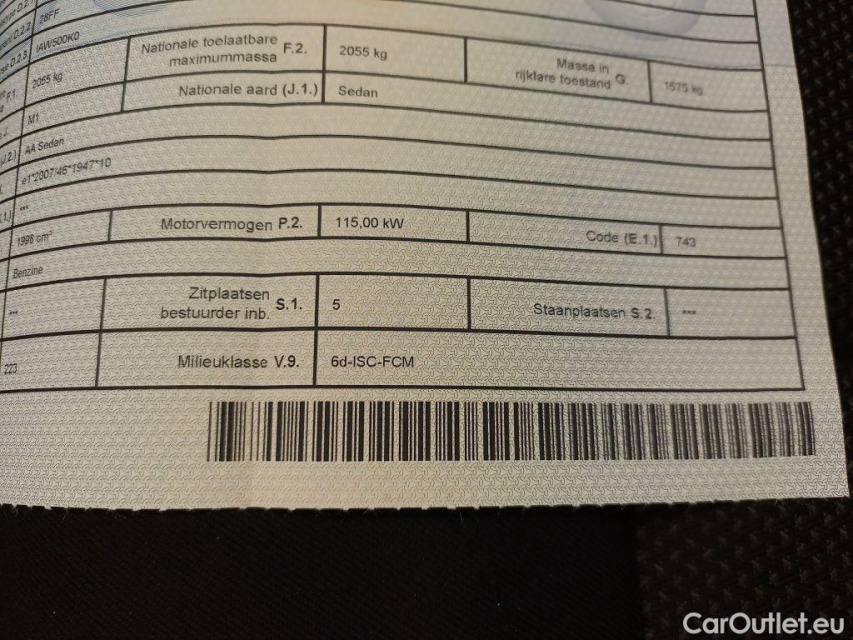 28FF
IAW500K0
2055 kg
Nationale toelaatbare maximummassa F.2.
2055 kg
Massa in rijklare toestand G.
1575 kg
Nationale aard (J.1.)
Sedan
M1
AA Sedan
e1*2007/46*1947*10
***
1998 cm³
Motorvermogen P.2.
115,00 kW
Code (E.1.)
743
Benzine
***
Zitplaatsen bestuurder inb. S.1.
5
Staanplaatsen S.2.
***
223
Milieuklasse V.9.
6d-ISC-FCM
CarOutlet.eu